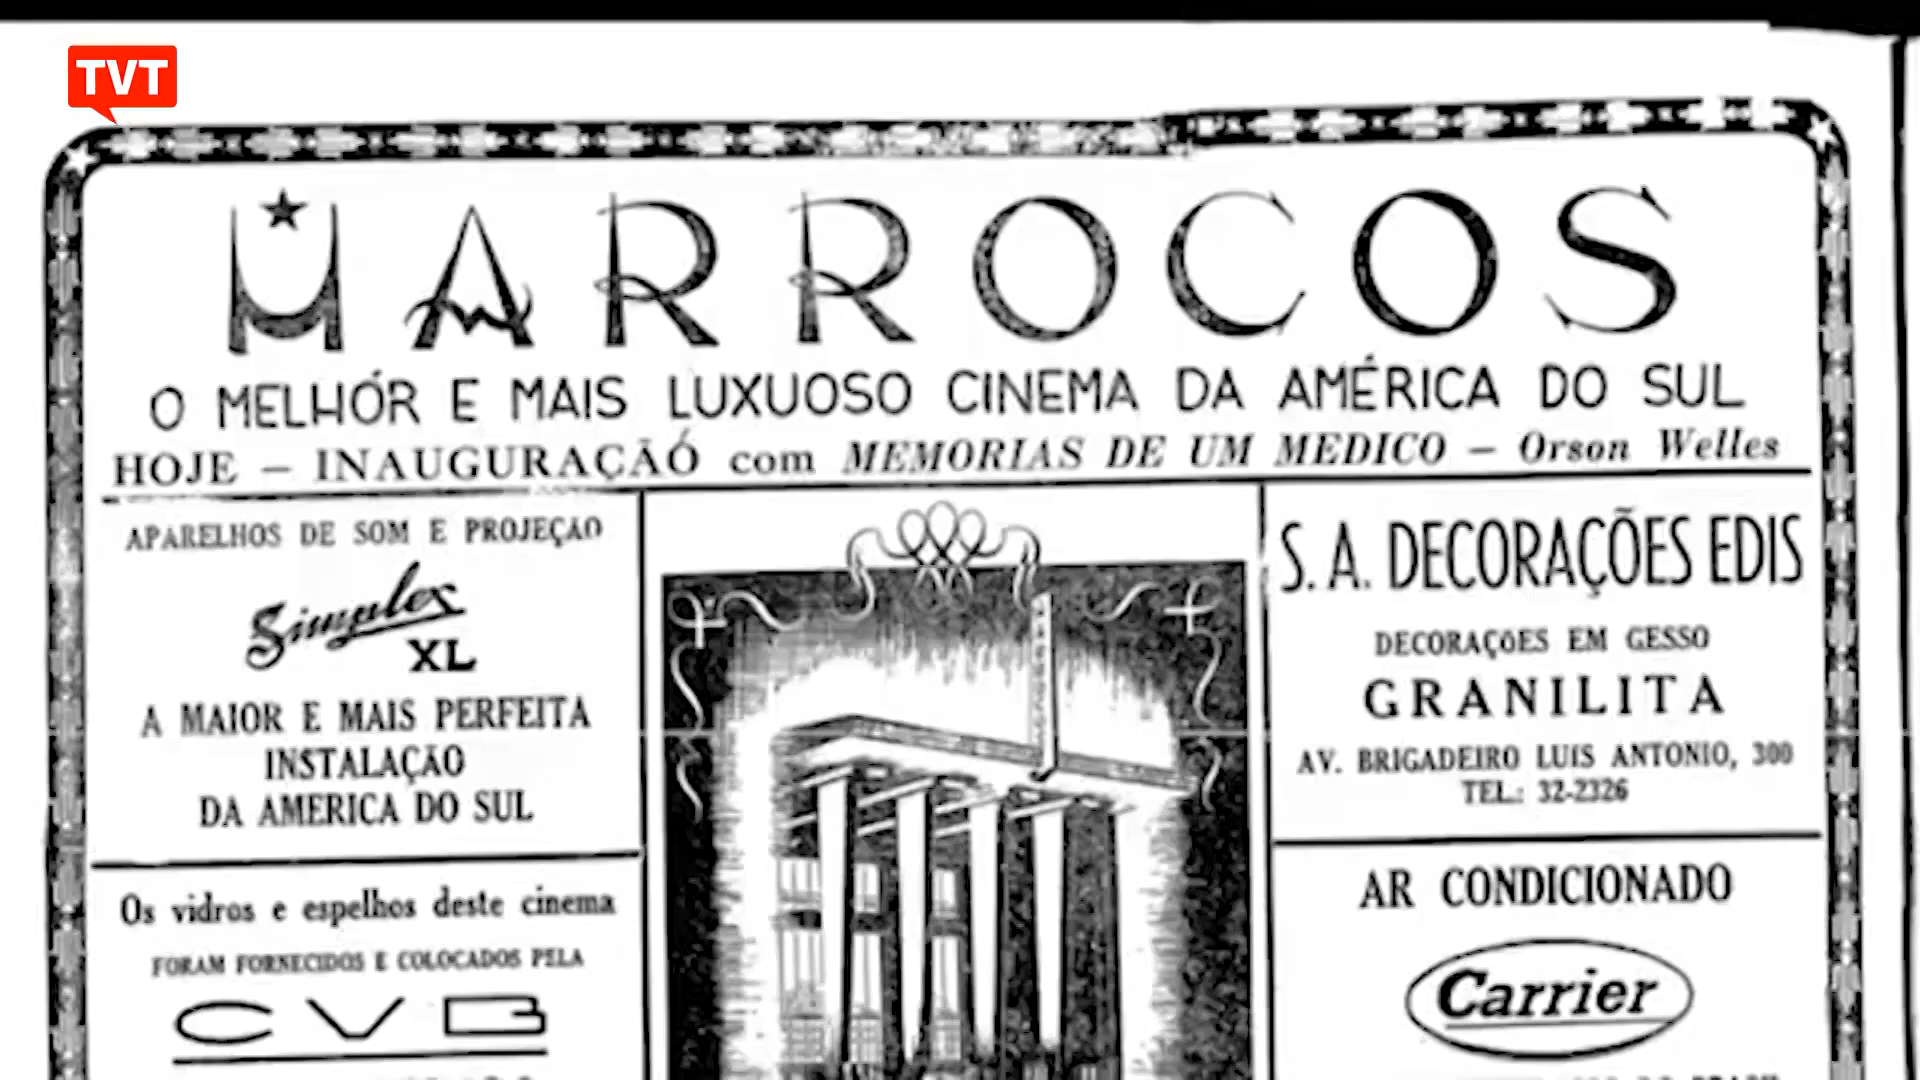 TVT
MARROCOS
O MELHÓR E MAIS LUXUOSO CINEMA DA AMÉRICA DO SUL
HOJE – INAUGURAÇÃO com MEMORIAS DE UM MEDICO – Orson Welles
APARELHOS DE SOM E PROJEÇÃO
Simplex
XL
A MAIOR E MAIS PERFEITA
INSTALAÇÃO
DA AMERICA DO SUL
Os vidros e espelhos deste cinema
FORAM FORNECIDOS E COLOCADOS PELA
CVB
S. A. DECORAÇÕES EDIS
DECORAÇÕES EM GESSO
GRANILITA
AV. BRIGADEIRO LUIS ANTONIO, 300
TEL.: 32-2326
AR CONDICIONADO
Carrier